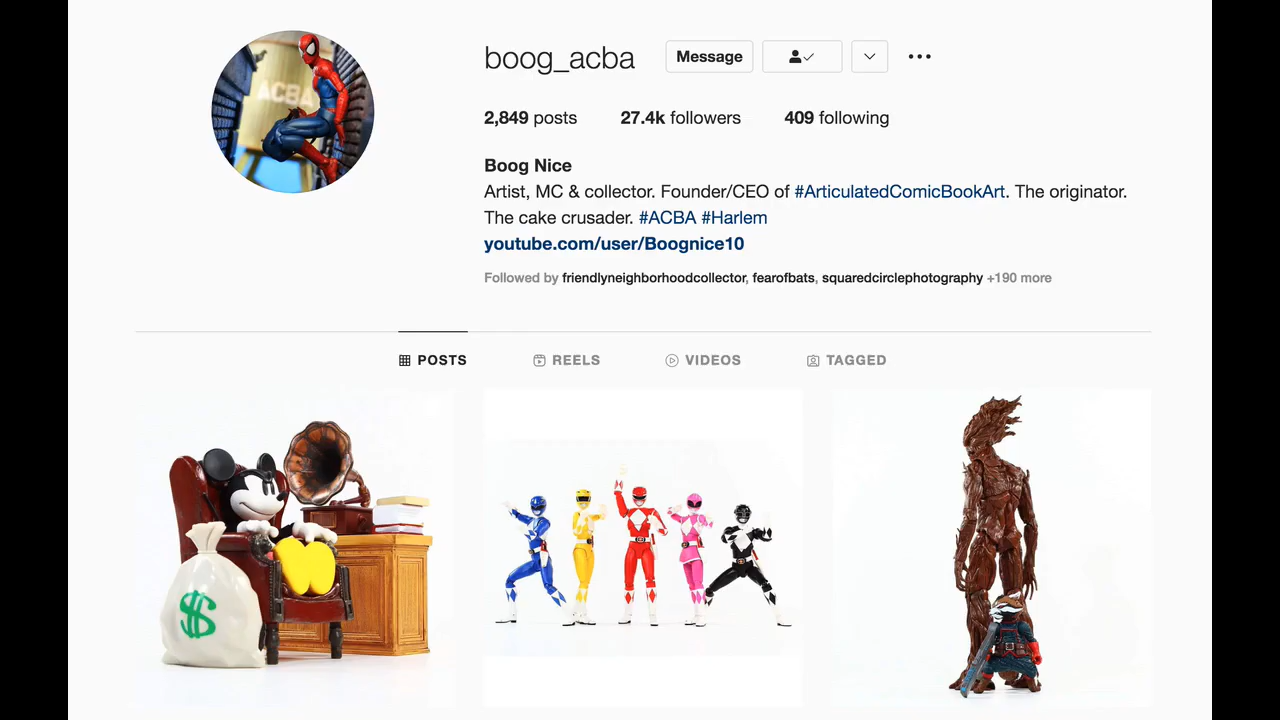 ACBA
boog_acba
Message
2,849 posts 27.4k followers 409 following
Boog Nice
Artist, MC & collector. Founder/CEO of #ArticulatedComicBookArt. The originator.
The cake crusader. #ACBA #Harlem
youtube.com/user/Boognice10
Followed by friendlyneighborhoodcollector, fearofbats, squaredcirclephotography +190 more
POSTS REELS VIDEOS TAGGED
$